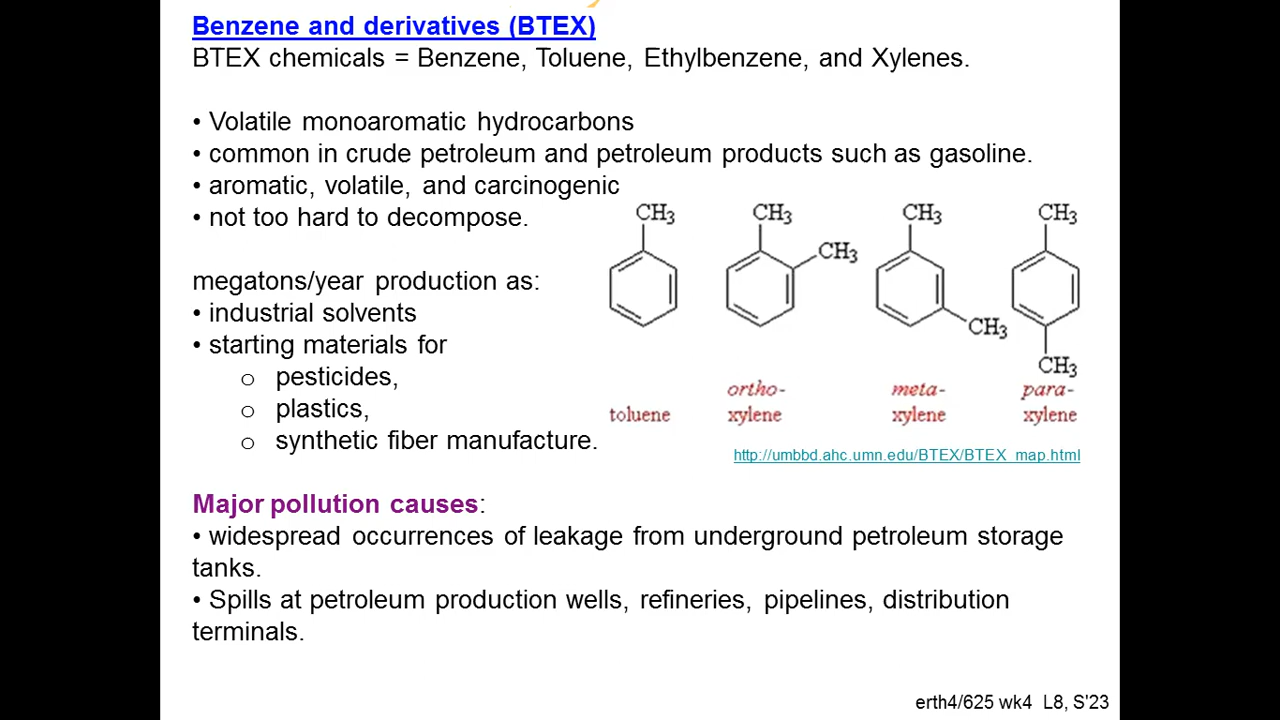 Benzene and derivatives (BTEX)
BTEX chemicals = Benzene, Toluene, Ethylbenzene, and Xylenes.
• Volatile monoaromatic hydrocarbons
• common in crude petroleum and petroleum products such as gasoline.
• aromatic, volatile, and carcinogenic
• not too hard to decompose.
megatons/year production as:
• industrial solvents
• starting materials for
o pesticides,
o plastics,
o synthetic fiber manufacture.
CH3 CH3 CH3 CH3
CH3
CH3
CH3
ortho- meta- para-
toluene xylene xylene xylene
http://umbbd.ahc.umn.edu/BTEX/BTEX_map.html
Major pollution causes:
• widespread occurrences of leakage from underground petroleum storage
tanks.
• Spills at petroleum production wells, refineries, pipelines, distribution
terminals.
erth4/625 wk4 L8, S'23